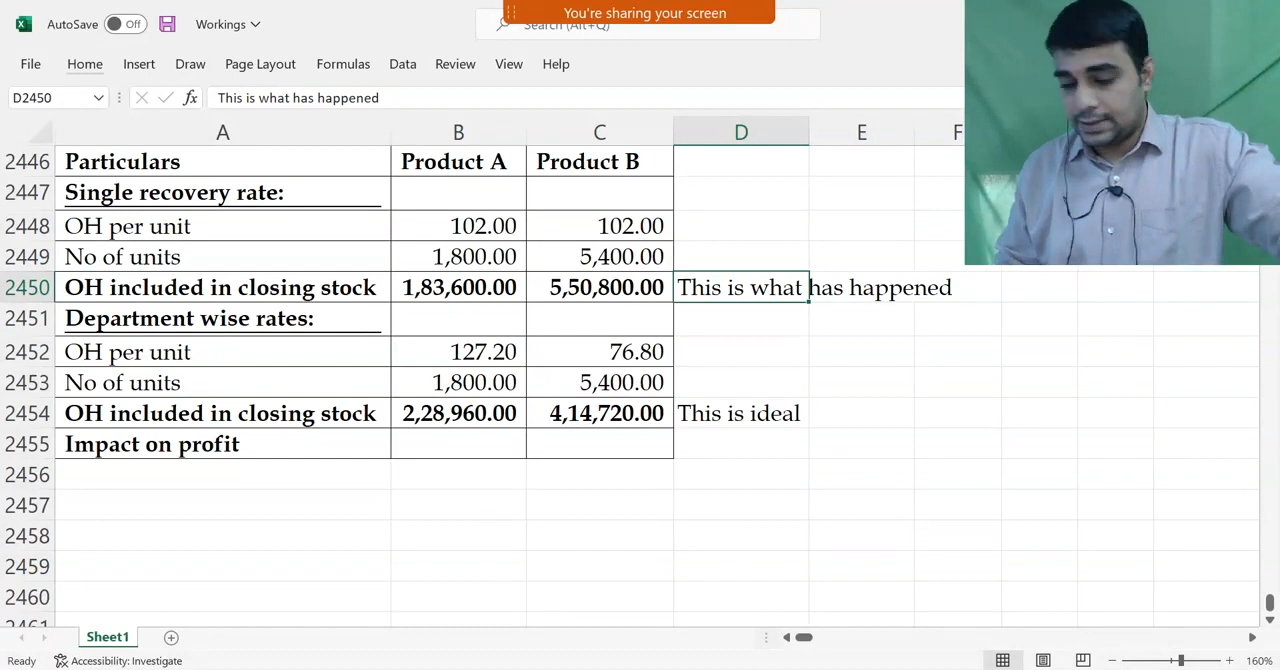 You're sharing your screen
AutoSave Off Workings Search (Alt+Q)
File Home Insert Draw Page Layout Formulas Data Review View Help
D2450 fx This is what has happened
A B C D E F
2446 Particulars Product A Product B
2447 Single recovery rate:
2448 OH per unit 102.00 102.00
2449 No of units 1,800.00 5,400.00
2450 OH included in closing stock 1,83,600.00 5,50,800.00 This is what has happened
2451 Department wise rates:
2452 OH per unit 127.20 76.80
2453 No of units 1,800.00 5,400.00
2454 OH included in closing stock 2,28,960.00 4,14,720.00 This is ideal
2455 Impact on profit
2456
2457
2458
2459
2460
2461
Sheet1
Ready Accessibility: Investigate 160%